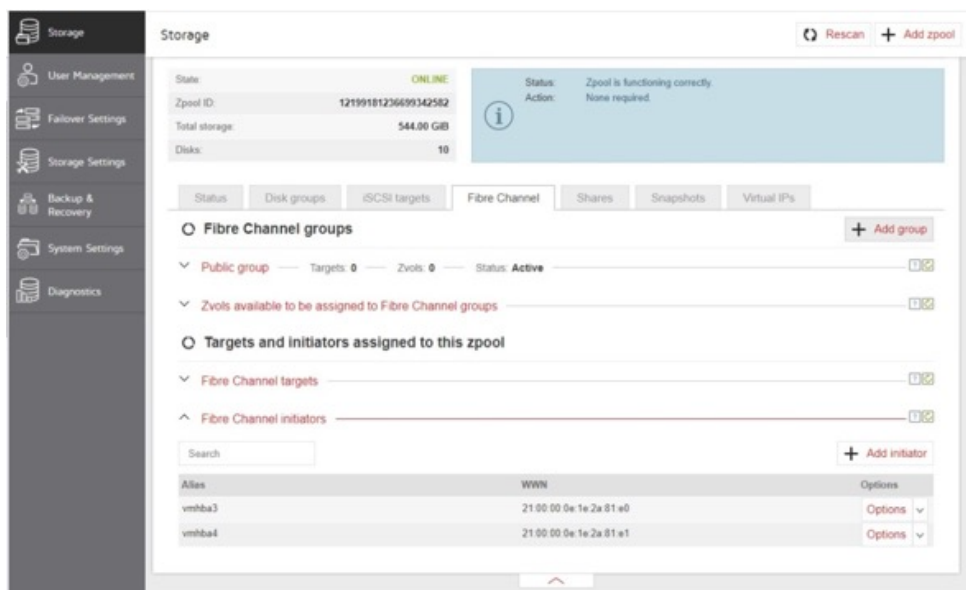 Storage
User Management
Failover Settings
Storage Settings
Backup &
Recovery
System Settings
Diagnostics
Storage
Rescan
Add zpool
State: ONLINE
Zpool ID: 12199181236699342582
Total storage: 544.00 GiB
Disks: 10
Status: Zpool is functioning correctly.
Action: None required.
Status Disk groups iSCSI targets Fibre Channel Shares Snapshots Virtual IPs
Fibre Channel groups
Add group
Public group Targets: 0 Zvols: 0 Status: Active
Zvols available to be assigned to Fibre Channel groups
Targets and initiators assigned to this zpool
Fibre Channel targets
Fibre Channel initiators
Search
Add initiator
Alias WWN Options
vmhba3 21:00:00:0e:1e:2a:81:e0 Options
vmhba4 21:00:00:0e:1e:2a:81:e1 Options